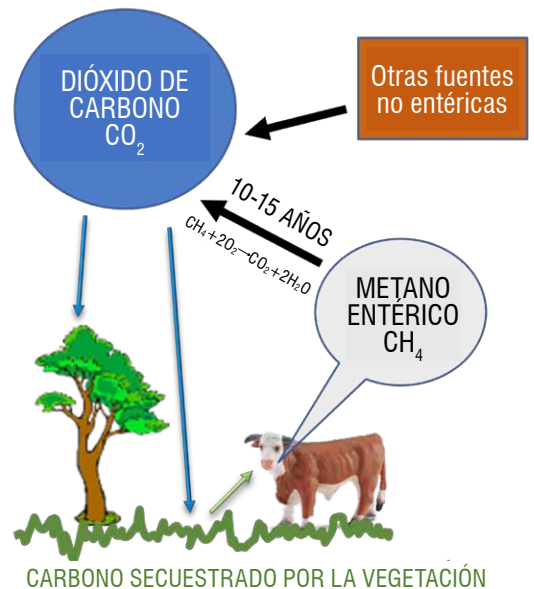 DIÓXIDO DE
CARBONO
CO₂
Otras fuentes
no entéricas
10-15 AÑOS
CH₄+2O₂→CO₂+2H₂O
METANO
ENTÉRICO
CH₄
CARBONO SECUESTRADO POR LA VEGETACIÓN